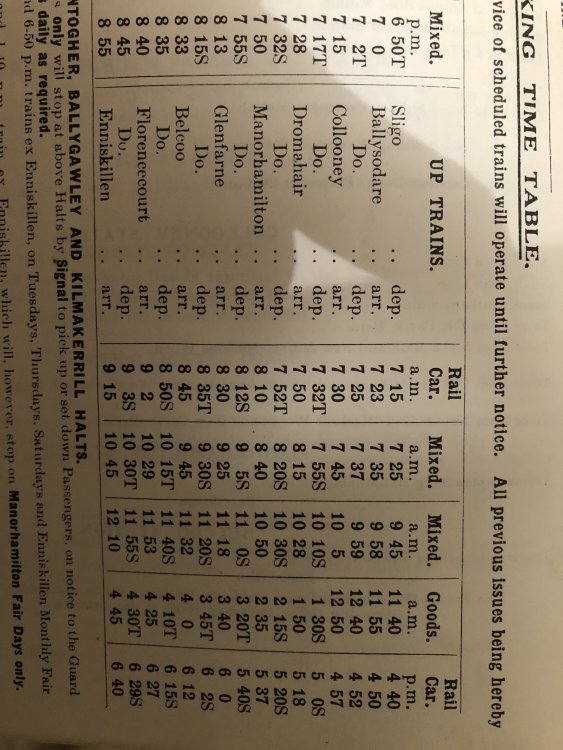 KING TIME TABLE.
vice of scheduled trains will operate until further notice. All previous issues being hereby
Rail Rail
Mixed. UP TRAINS. Car. Mixed. Mixed. Goods. Car.
p.m. a.m. a.m. a.m. a.m. p.m.
6 50T Sligo .. dep. 7 15 7 25 9 45 11 40 4 40
7 0 Ballysodare .. arr. 7 23 7 35 9 58 11 55 4 50
7 2T Do. .. dep. 7 25 7 37 9 59 12 40 4 52
7 15 Collooney .. arr. 7 30 7 45 10 5 12 50 4 57
7 17T Do. .. dep. 7 32T 7 55S 10 10S 1 30S 5 0S
7 28 Dromahair .. arr. 7 50 8 15 10 28 1 50 5 18
7 32S Do. .. dep. 7 52T 8 20S 10 30S 2 15S 5 20S
7 50 Manorhamilton .. arr. 8 10 8 40 10 50 2 35 5 37
7 55S Do. .. dep. 8 12S 9 5S 11 0S 3 20T 5 40S
8 13 Glenfarne .. arr. 8 30 9 25 11 18 3 40 6 0
8 15S Do. .. dep. 8 35T 9 30S 11 20S 3 45T 6 2S
8 33 Belcoo .. arr. 8 45 9 45 11 32 4 0 6 12
8 35 Do. .. dep. 8 50S 10 15T 11 40S 4 10T 6 15S
8 40 Florencecourt .. arr. 9 2 10 29 11 53 4 25 6 27
8 45 Do. .. dep. 9 3S 10 30T 11 55S 4 30T 6 29S
8 55 Enniskillen .. arr. 9 15 10 45 12 10 4 45 6 40
NTOGHER, BALLYGAWLEY AND KILMAKERRILL HALTS.
s only will stop at above Halts by Signal to pick up or set down Passengers, on notice to the Guard
s daily as required.
nd 6-50 p.m. trains ex Enniskillen, on Tuesdays, Thursdays, Saturdays and Enniskillen Monthly Fair
and 1-40 p.m. train ex Enniskillen, which will, however, stop on Manorhamilton Fair Days only.